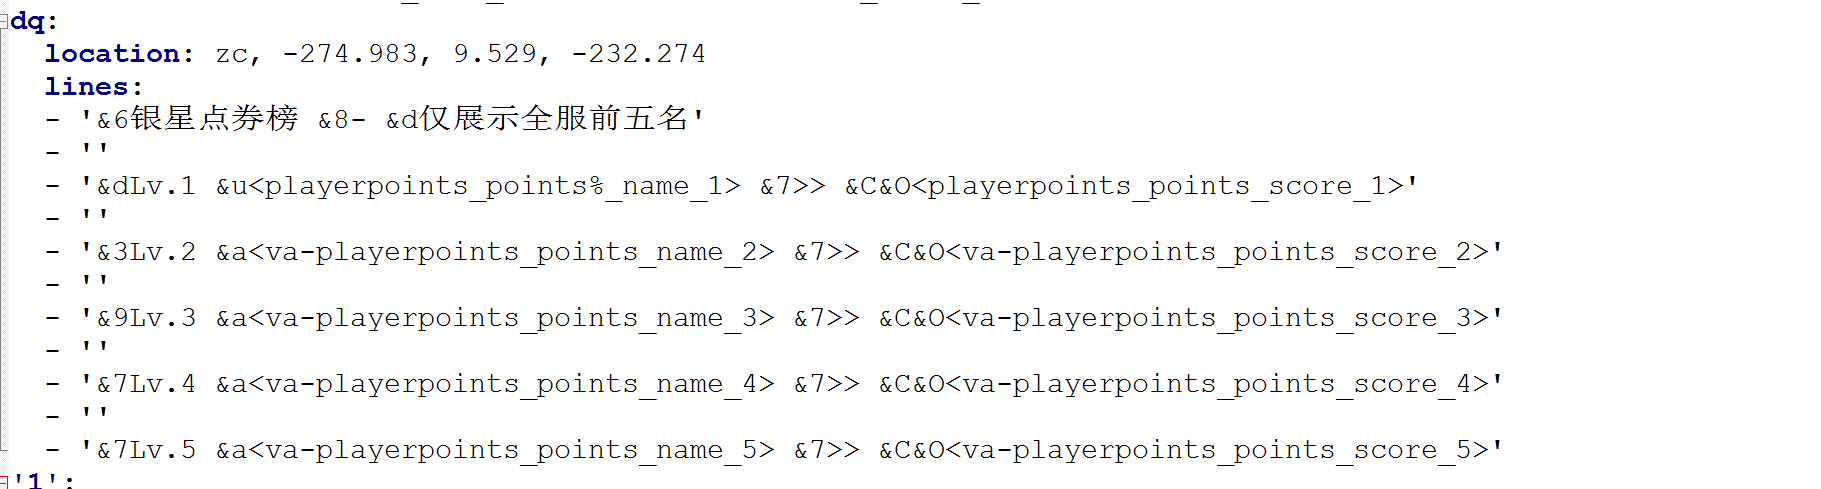 dq:
  location: zc, -274.983, 9.529, -232.274
  lines:
  - '&6银星点券榜 &8- &d仅展示全服前五名'
  - ''
  - '&dLv.1 &u<playerpoints_points%_name_1> &7>> &C&O<playerpoints_points_score_1>'
  - ''
  - '&3Lv.2 &a<va-playerpoints_points_name_2> &7>> &C&O<va-playerpoints_points_score_2>'
  - ''
  - '&9Lv.3 &a<va-playerpoints_points_name_3> &7>> &C&O<va-playerpoints_points_score_3>'
  - ''
  - '&7Lv.4 &a<va-playerpoints_points_name_4> &7>> &C&O<va-playerpoints_points_score_4>'
  - ''
  - '&7Lv.5 &a<va-playerpoints_points_name_5> &7>> &C&O<va-playerpoints_points_score_5>'
'1':